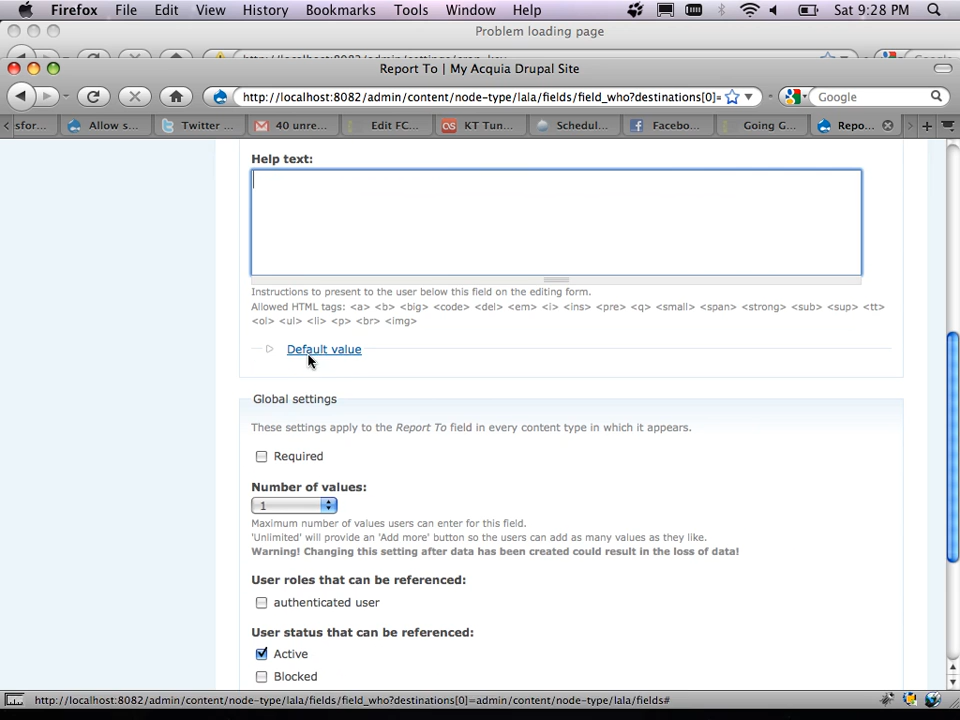 Firefox File Edit View History Bookmarks Tools Window Help Sat 9:28 PM
Problem loading page
Report To | My Acquia Drupal Site
http://localhost:8082/admin/content/node-type/lala/fields/field_who?destinations[0]= Google
sfor... Allow s... Twitter ... 40 unre... Edit FC... KT Tun... Schedul... Facebo... Going G... Repo...
Help text:
Instructions to present to the user below this field on the editing form.
Allowed HTML tags: <a> <b> <big> <code> <del> <em> <i> <ins> <pre> <q> <small> <span> <strong> <sub> <sup> <tt>
<ol> <ul> <li> <p> <br> <img>
Default value
Global settings
These settings apply to the Report To field in every content type in which it appears.
Required
Number of values:
1
Maximum number of values users can enter for this field.
'Unlimited' will provide an 'Add more' button so the users can add as many values as they like.
Warning! Changing this setting after data has been created could result in the loss of data!
User roles that can be referenced:
authenticated user
User status that can be referenced:
Active
Blocked
http://localhost:8082/admin/content/node-type/lala/fields/field_who?destinations[0]=admin/content/node-type/lala/fields#